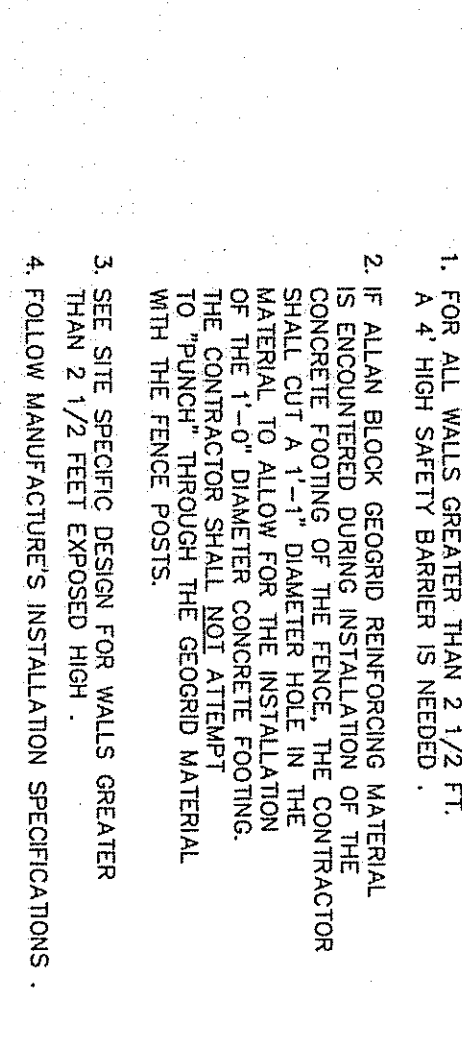 1. FOR ALL WALLS GREATER THAN 2 1/2 FT.
A 4' HIGH SAFETY BARRIER IS NEEDED .
2. IF ALLAN BLOCK GEOGRID REINFORCING MATERIAL
IS ENCOUNTERED DURING INSTALLATION OF THE
CONCRETE FOOTING OF THE FENCE, THE CONTRACTOR
SHALL CUT A 1'-1" DIAMETER HOLE IN THE
MATERIAL TO ALLOW FOR THE INSTALLATION
OF THE 1'-0" DIAMETER CONCRETE FOOTING.
THE CONTRACTOR SHALL NOT ATTEMPT
TO "PUNCH" THROUGH THE GEOGRID MATERIAL
WITH THE FENCE POSTS.
3. SEE SITE SPECIFIC DESIGN FOR WALLS GREATER
THAN 2 1/2 FEET EXPOSED HIGH .
4. FOLLOW MANUFACTURE'S INSTALLATION SPECIFICATIONS .